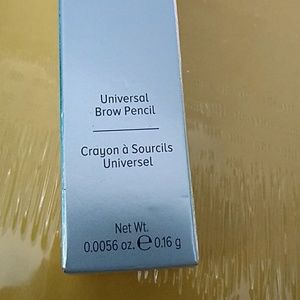 Universal
Brow Pencil
Crayon à Sourcils
Universel
Net Wt.
0.0056 oz. ℮ 0.16 g